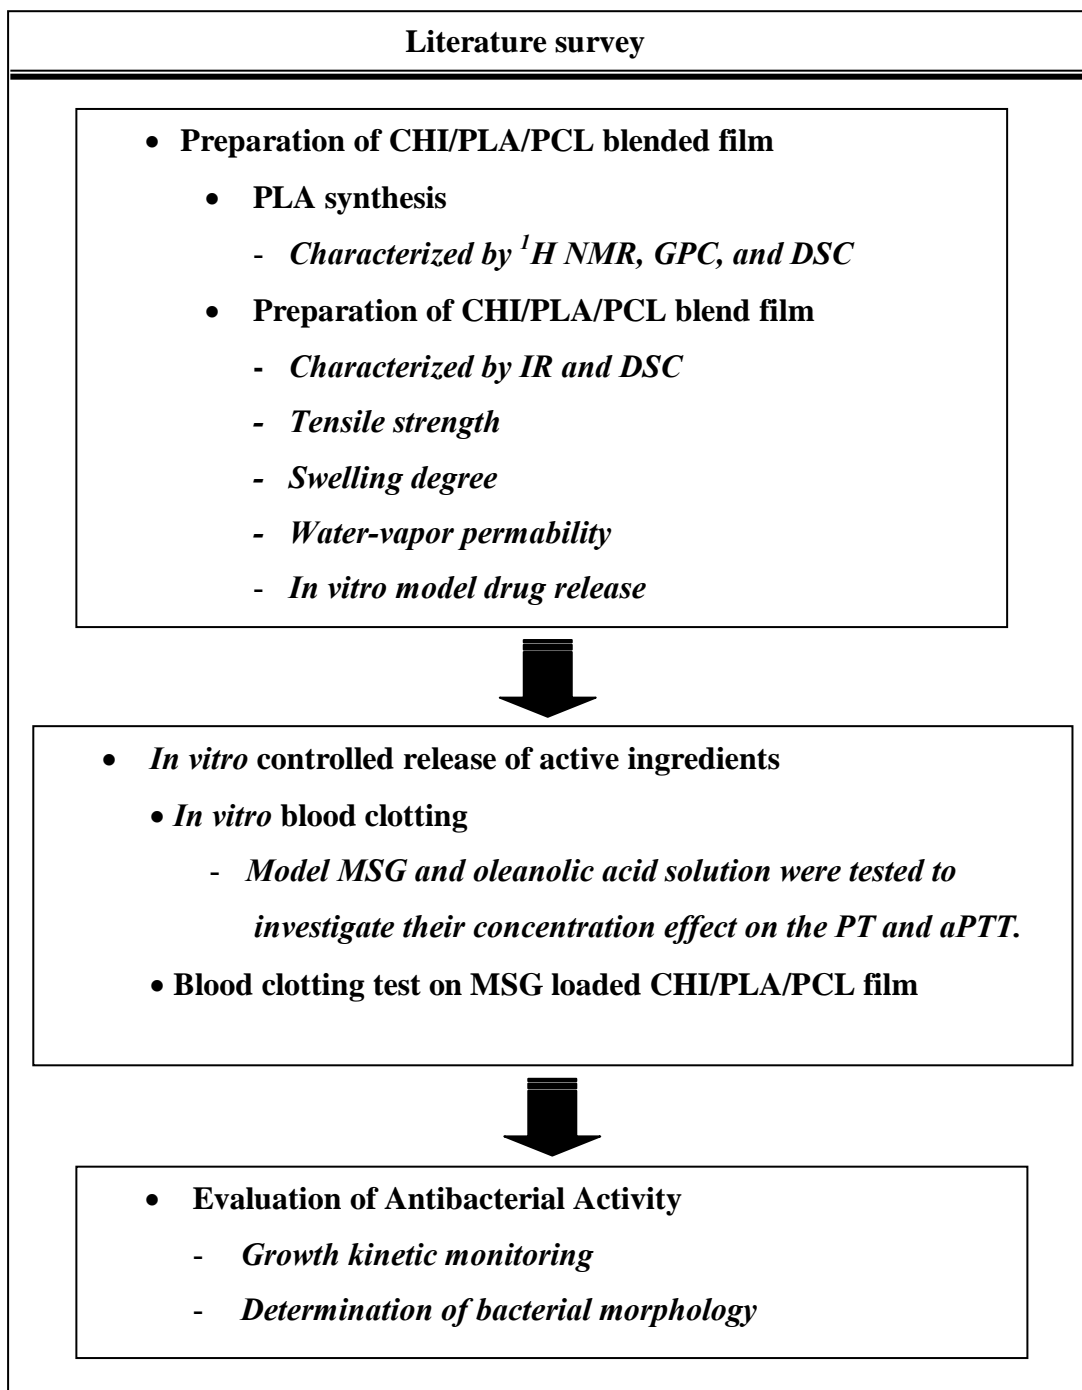 Literature survey
• Preparation of CHI/PLA/PCL blended film
• PLA synthesis
- Characterized by ¹H NMR, GPC, and DSC
• Preparation of CHI/PLA/PCL blend film
- Characterized by IR and DSC
- Tensile strength
- Swelling degree
- Water-vapor permability
- In vitro model drug release
• In vitro controlled release of active ingredients
• In vitro blood clotting
- Model MSG and oleanolic acid solution were tested to
investigate their concentration effect on the PT and aPTT.
• Blood clotting test on MSG loaded CHI/PLA/PCL film
• Evaluation of Antibacterial Activity
- Growth kinetic monitoring
- Determination of bacterial morphology